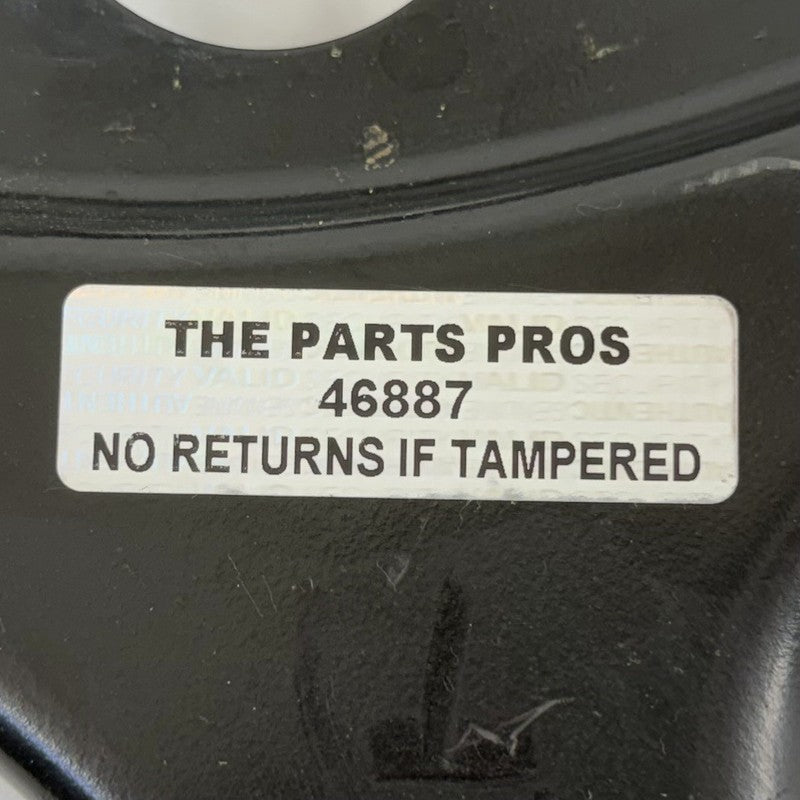 THE PARTS PROS
46887
NO RETURNS IF TAMPERED